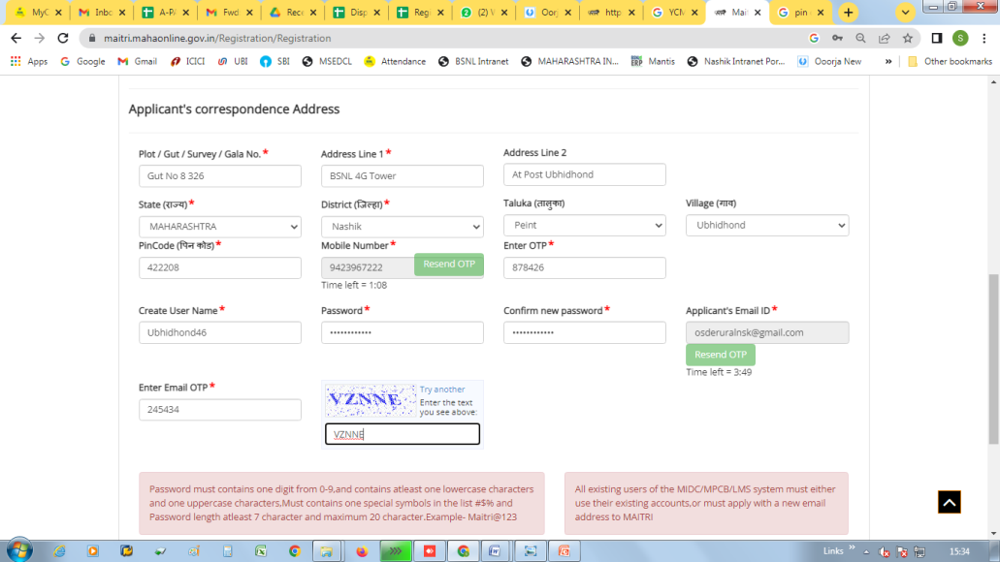 MyC
Inbo
A-PA
Fwd
Reco
Disp
Regi
(2) W
Oorj
http
YCM
Mait
pin
maitri.mahaonline.gov.in/Registration/Registration
Apps Google Gmail ICICI UBI SBI MSEDCL Attendance BSNL Intranet MAHARASHTRA IN... Mantis Nashik Intranet Por... Ooorja New » Other bookmarks
Applicant's correspondence Address
Plot / Gut / Survey / Gala No.* Address Line 1* Address Line 2
Gut No 8 326 BSNL 4G Tower At Post Ubhidhond
State (राज्य)* District (जिल्हा)* Taluka (तालुका) Village (गाव)
MAHARASHTRA Nashik Peint Ubhidhond
PinCode (पिन कोड)* Mobile Number* Enter OTP*
422208 9423967222 Resend OTP 878426
Time left = 1:08
Create User Name* Password* Confirm new password* Applicant's Email ID*
Ubhidhond46 •••••••••••• •••••••••••• osderuralnsk@gmail.com
Resend OTP
Time left = 3:49
Enter Email OTP*
245434
VZNNE Try another
Enter the text
you see above:
VZNNE
Password must contains one digit from 0-9,and contains atleast one lowercase characters
and one uppercase characters,Must contains one special symbols in the list #$% and
Password length atleast 7 character and maximum 20 character.Example- Maitri@123
All existing users of the MIDC/MPCB/LMS system must either
use their existing accounts,or must apply with a new email
address to MAITRI
Links » 15:34